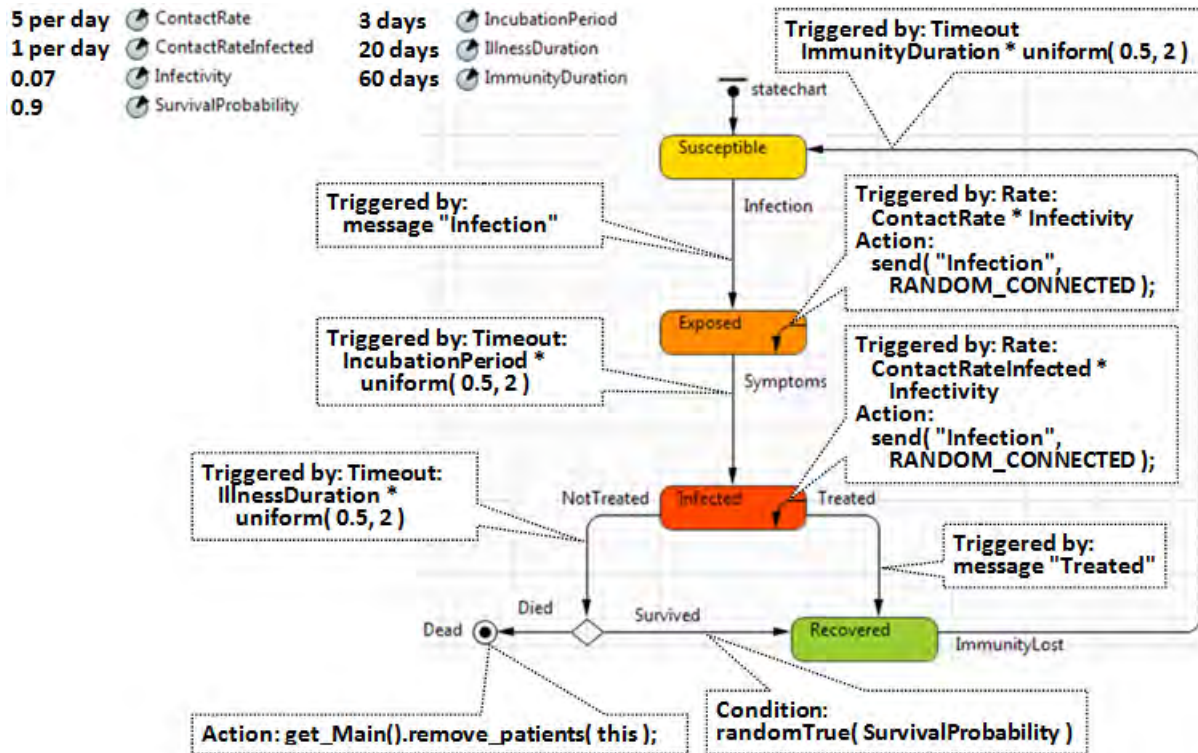 5 per day ContactRate
1 per day ContactRateInfected
0.07 Infectivity
0.9 SurvivalProbability
3 days IncubationPeriod
20 days IllnessDuration
60 days ImmunityDuration
Triggered by: Timeout
ImmunityDuration * uniform( 0.5, 2 )
statechart
Susceptible
Triggered by:
message "Infection"
Infection
Triggered by: Rate:
ContactRate * Infectivity
Action:
send( "Infection",
RANDOM_CONNECTED );
Exposed
Triggered by: Timeout:
IncubationPeriod *
uniform( 0.5, 2 )
Symptoms
Triggered by: Rate:
ContactRateInfected *
Infectivity
Action:
send( "Infection",
RANDOM_CONNECTED );
Triggered by: Timeout:
IllnessDuration *
uniform( 0.5, 2 )
NotTreated
Infected
Treated
Triggered by:
message "Treated"
Died
Survived
Dead
Recovered
ImmunityLost
Action: get_Main().remove_patients( this );
Condition:
randomTrue( SurvivalProbability )